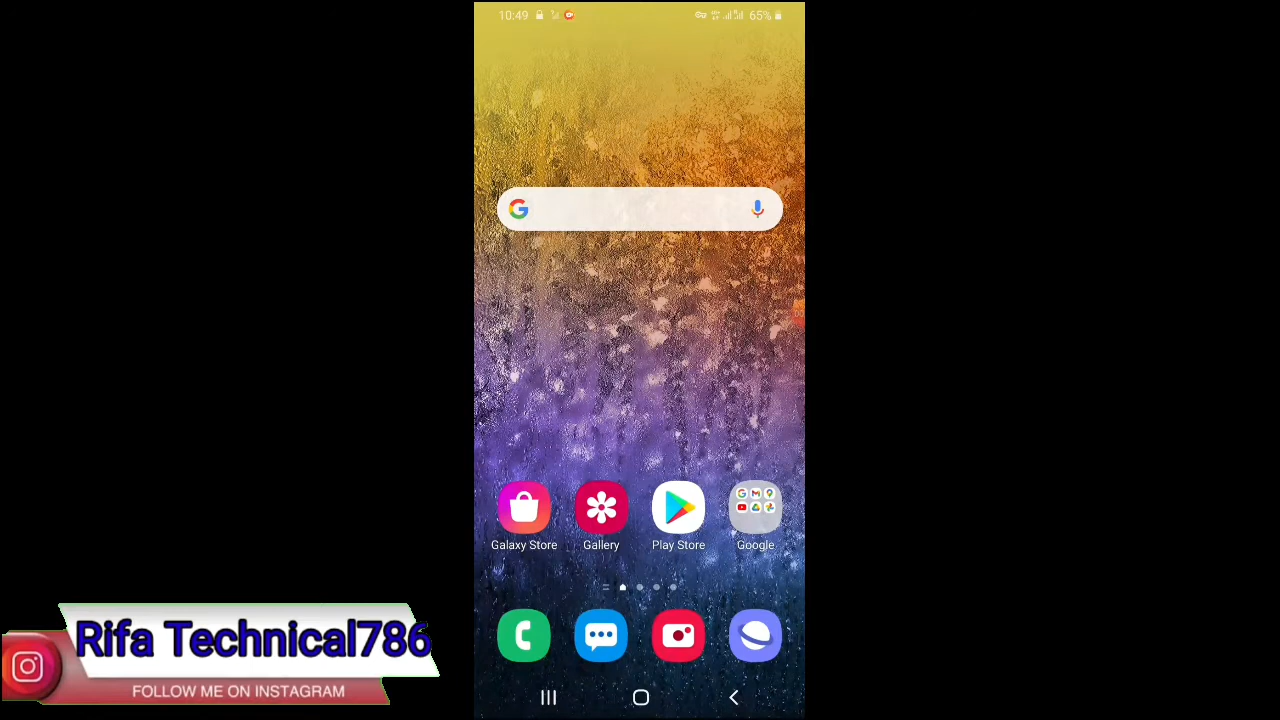 10:49
65%
Galaxy Store
Gallery
Play Store
Google
Rifa Technical786
FOLLOW ME ON INSTAGRAM